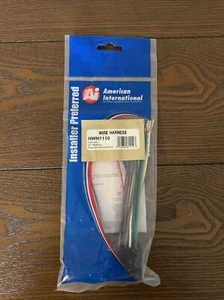 Installer Preferred
Ai
American
International
WIRE HARNESS
HWH1110